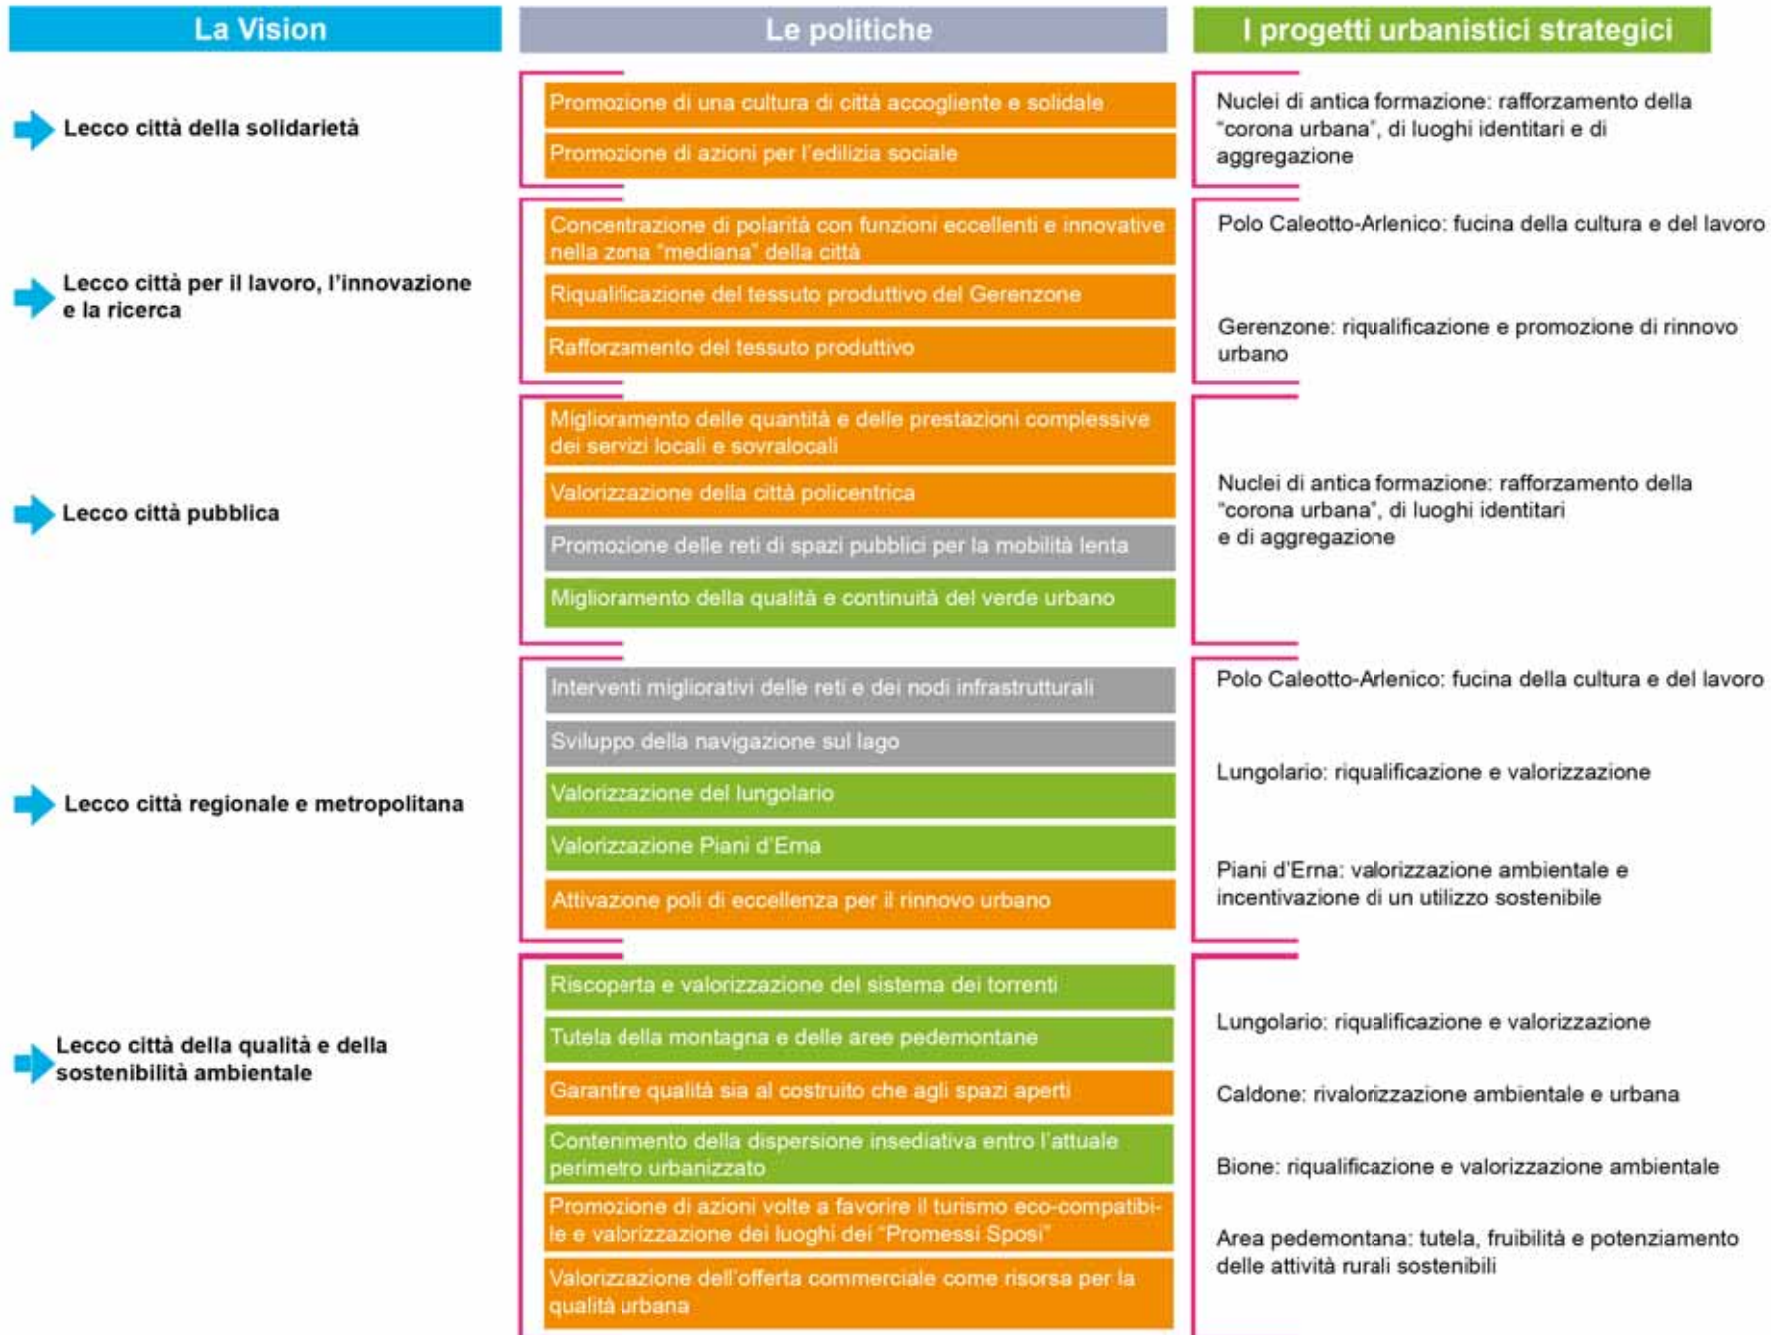 La Vision
Le politiche
I progetti urbanistici strategici
Lecco città della solidarietà
Promozione di una cultura di città accogliente e solidale
Promozione di azioni per l'edilizia sociale
Nuclei di antica formazione: rafforzamento della
"corona urbana", di luoghi identitari e di
aggregazione
Lecco città per il lavoro, l'innovazione
e la ricerca
Concentrazione di polarità con funzioni eccellenti e innovative
nella zona "mediana" della città
Riqualificazione del tessuto produttivo del Gerenzone
Rafforzamento del tessuto produttivo
Polo Caleotto-Arlenico: fucina della cultura e del lavoro
Gerenzone: riqualificazione e promozione di rinnovo
urbano
Lecco città pubblica
Miglioramento delle quantità e delle prestazioni complessive
dei servizi locali e sovralocali
Valorizzazione della città policentrica
Promozione delle reti di spazi pubblici per la mobilità lenta
Miglioramento della qualità e continuità del verde urbano
Nuclei di antica formazione: rafforzamento della
"corona urbana", di luoghi identitari
e di aggregazione
Lecco città regionale e metropolitana
Interventi migliorativi delle reti e dei nodi infrastrutturali
Sviluppo della navigazione sul lago
Valorizzazione del lungolario
Valorizzazione Piani d'Erna
Attivazone poli di eccellenza per il rinnovo urbano
Polo Caleotto-Arlenico: fucina della cultura e del lavoro
Lungolario: riqualificazione e valorizzazione
Piani d'Erna: valorizzazione ambientale e
incentivazione di un utilizzo sostenibile
Lecco città della qualità e della
sostenibilità ambientale
Riscoperta e valorizzazione del sistema dei torrenti
Tutela della montagna e delle aree pedemontane
Garantire qualità sia al costruito che agli spazi aperti
Contenimento della dispersione insediativa entro l'attuale
perimetro urbanizzato
Promozione di azioni volte a favorire il turismo eco-compatibi-
le e valorizzazione dei luoghi dei "Promessi Sposi"
Valorizzazione dell'offerta commerciale come risorsa per la
qualità urbana
Lungolario: riqualificazione e valorizzazione
Caldone: rivalorizzazione ambientale e urbana
Bione: riqualificazione e valorizzazione ambientale
Area pedemontana: tutela, fruibilità e potenziamento
delle attività rurali sostenibili